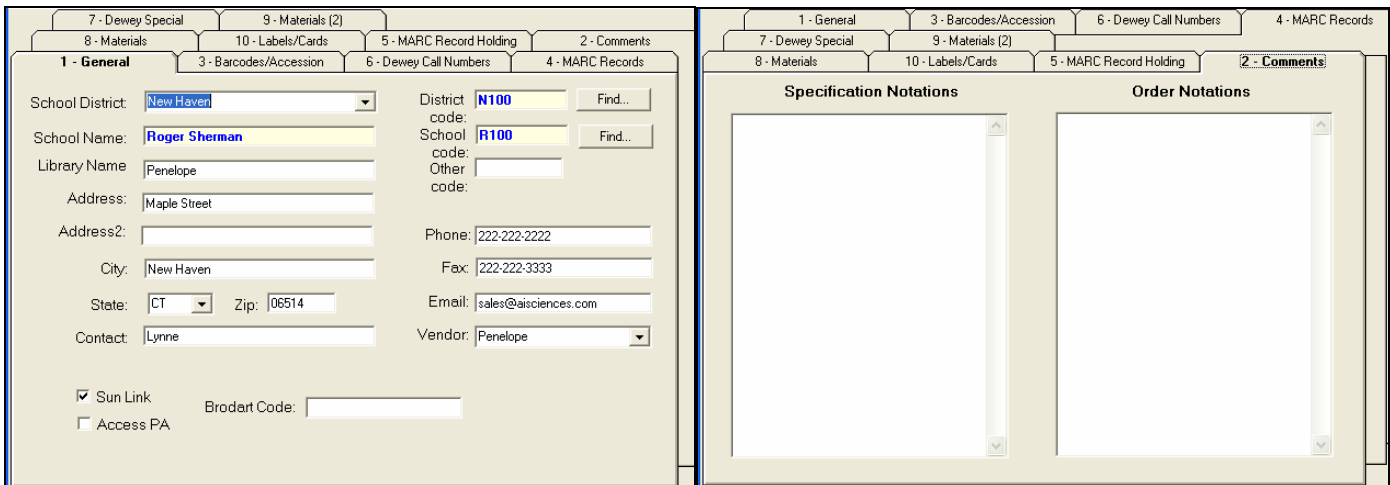 7 - Dewey Special 9 - Materials (2)
8 - Materials 10 - Labels/Cards 5 - MARC Record Holding 2 - Comments
1 - General 3 - Barcodes/Accession 6 - Dewey Call Numbers 4 - MARC Records
School District: New Haven District code: N100 Find...
School Name: Roger Sherman School code: R100 Find...
Library Name Penelope Other code:
Address: Maple Street
Address2: Phone: 222-222-2222
City: New Haven Fax: 222-222-3333
State: CT Zip: 06514 Email: sales@aisciences.com
Contact: Lynne Vendor: Penelope
Sun Link
Brodart Code:
Access PA
1 - General 3 - Barcodes/Accession 6 - Dewey Call Numbers 4 - MARC Records
7 - Dewey Special 9 - Materials (2)
8 - Materials 10 - Labels/Cards 5 - MARC Record Holding 2 - Comments
Specification Notations Order Notations